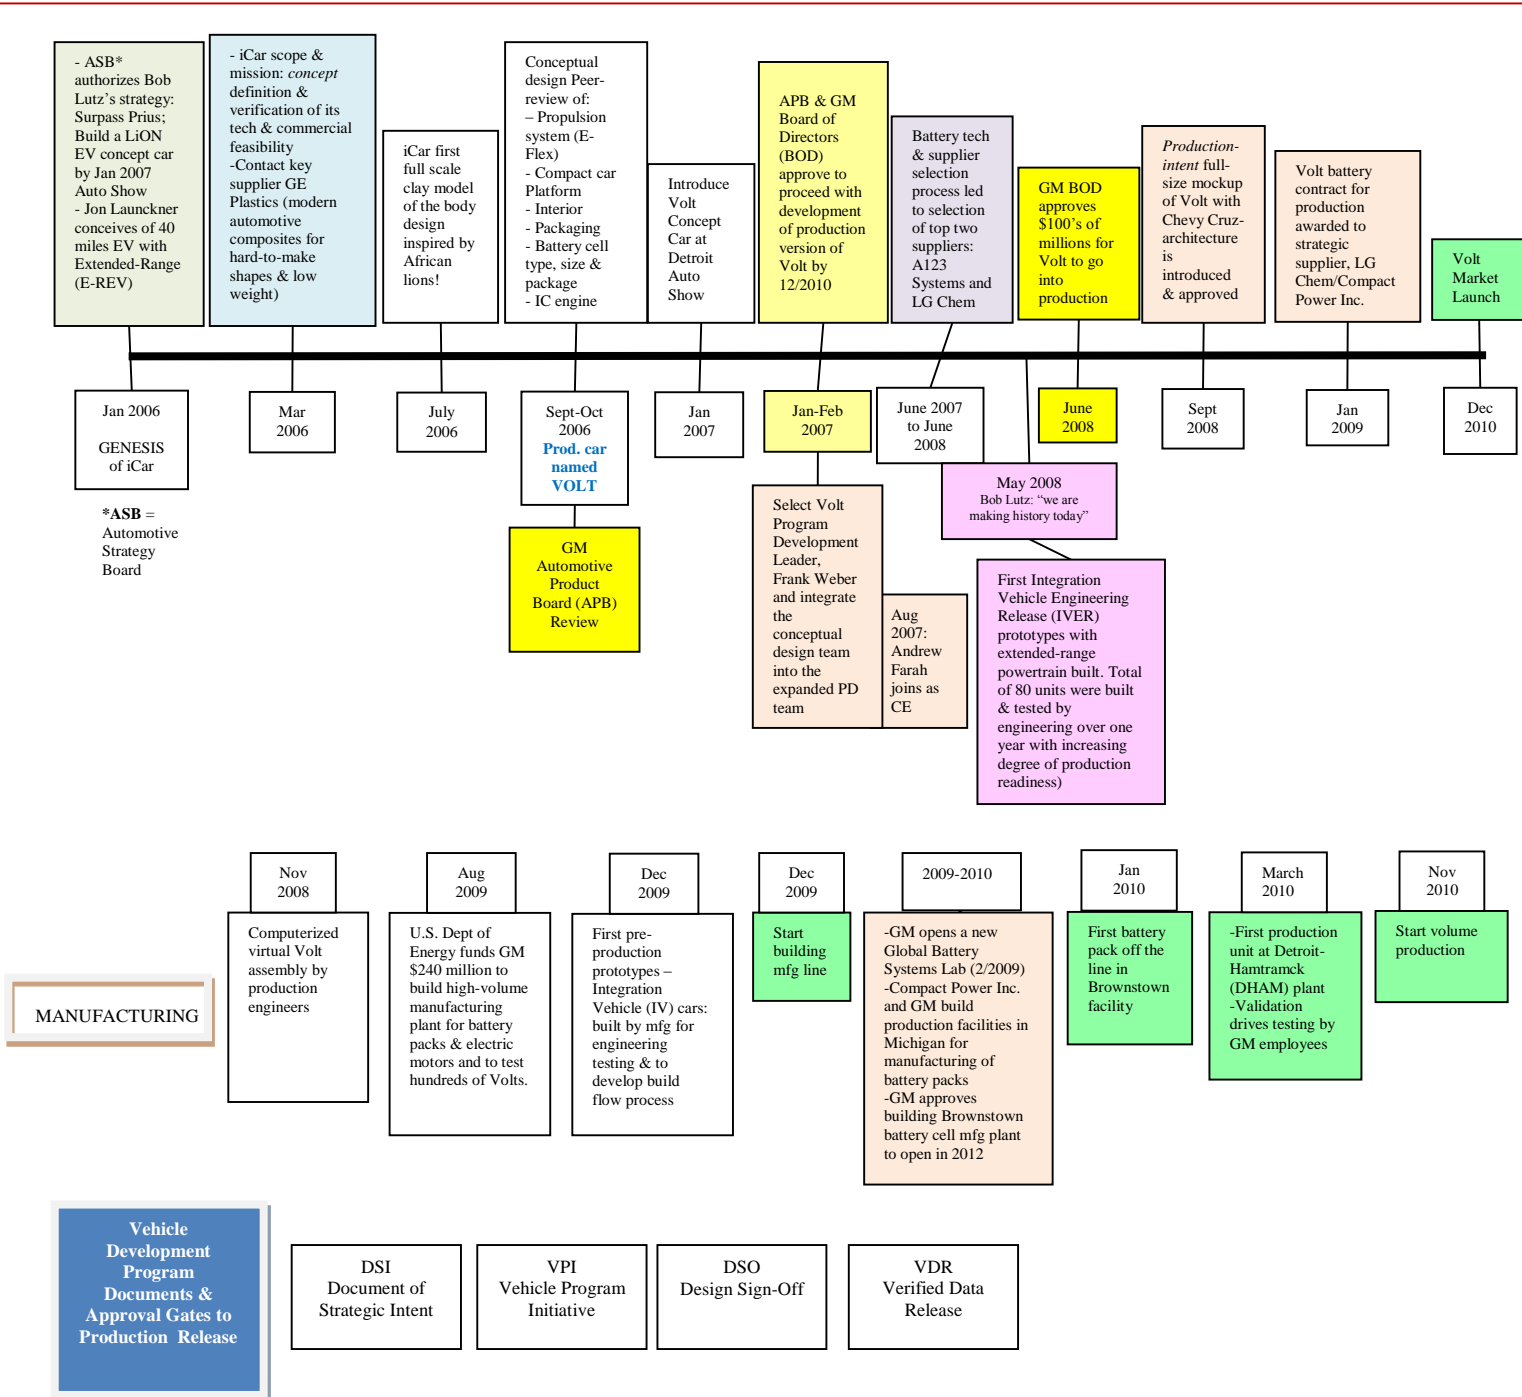 - ASB*
authorizes Bob
Lutz's strategy:
Surpass Prius;
Build a LiON
EV concept car
by Jan 2007
Auto Show
- Jon Launckner
conceives of 40
miles EV with
Extended-Range
(E-REV)
- iCar scope &
mission: concept
definition &
verification of its
tech & commercial
feasibility
-Contact key
supplier GE
Plastics (modern
automotive
composites for
hard-to-make
shapes & low
weight)
iCar first
full scale
clay model
of the body
design
inspired by
African
lions!
Conceptual
design Peer-
review of:
– Propulsion
system (E-
Flex)
- Compact car
Platform
- Interior
- Packaging
- Battery cell
type, size &
package
- IC engine
Introduce
Volt
Concept
Car at
Detroit
Auto
Show
APB & GM
Board of
Directors
(BOD)
approve to
proceed with
development
of production
version of
Volt by
12/2010
Battery tech
& supplier
selection
process led
to selection
of top two
suppliers:
A123
Systems and
LG Chem
GM BOD
approves
$100's of
millions for
Volt to go
into
production
Production-
intent full-
size mockup
of Volt with
Chevy Cruz-
architecture
is
introduced
& approved
Volt battery
contract for
production
awarded to
strategic
supplier, LG
Chem/Compact
Power Inc.
Volt
Market
Launch
Jan 2006
GENESIS
of iCar
Mar
2006
July
2006
Sept-Oct
2006
Prod. car
named
VOLT
Jan
2007
Jan-Feb
2007
June 2007
to June
2008
June
2008
Sept
2008
Jan
2009
Dec
2010
*ASB =
Automotive
Strategy
Board
GM
Automotive
Product
Board (APB)
Review
Select Volt
Program
Development
Leader,
Frank Weber
and integrate
the
conceptual
design team
into the
expanded PD
team
Aug
2007:
Andrew
Farah
joins as
CE
May 2008
Bob Lutz: “we are
making history today”
First Integration
Vehicle Engineering
Release (IVER)
prototypes with
extended-range
powertrain built. Total
of 80 units were built
& tested by
engineering over one
year with increasing
degree of production
readiness)
MANUFACTURING
Nov
2008
Computerized
virtual Volt
assembly by
production
engineers
Aug
2009
U.S. Dept of
Energy funds GM
$240 million to
build high-volume
manufacturing
plant for battery
packs & electric
motors and to test
hundreds of Volts.
Dec
2009
First pre-
production
prototypes –
Integration
Vehicle (IV) cars:
built by mfg for
engineering
testing & to
develop build
flow process
Dec
2009
Start
building
mfg line
2009-2010
-GM opens a new
Global Battery
Systems Lab (2/2009)
-Compact Power Inc.
and GM build
production facilities in
Michigan for
manufacturing of
battery packs
-GM approves
building Brownstown
battery cell mfg plant
to open in 2012
Jan
2010
First battery
pack off the
line in
Brownstown
facility
March
2010
-First production
unit at Detroit-
Hamtramck
(DHAM) plant
-Validation
drives testing by
GM employees
Nov
2010
Start volume
production
Vehicle
Development
Program
Documents &
Approval Gates to
Production Release
DSI
Document of
Strategic Intent
VPI
Vehicle Program
Initiative
DSO
Design Sign-Off
VDR
Verified Data
Release